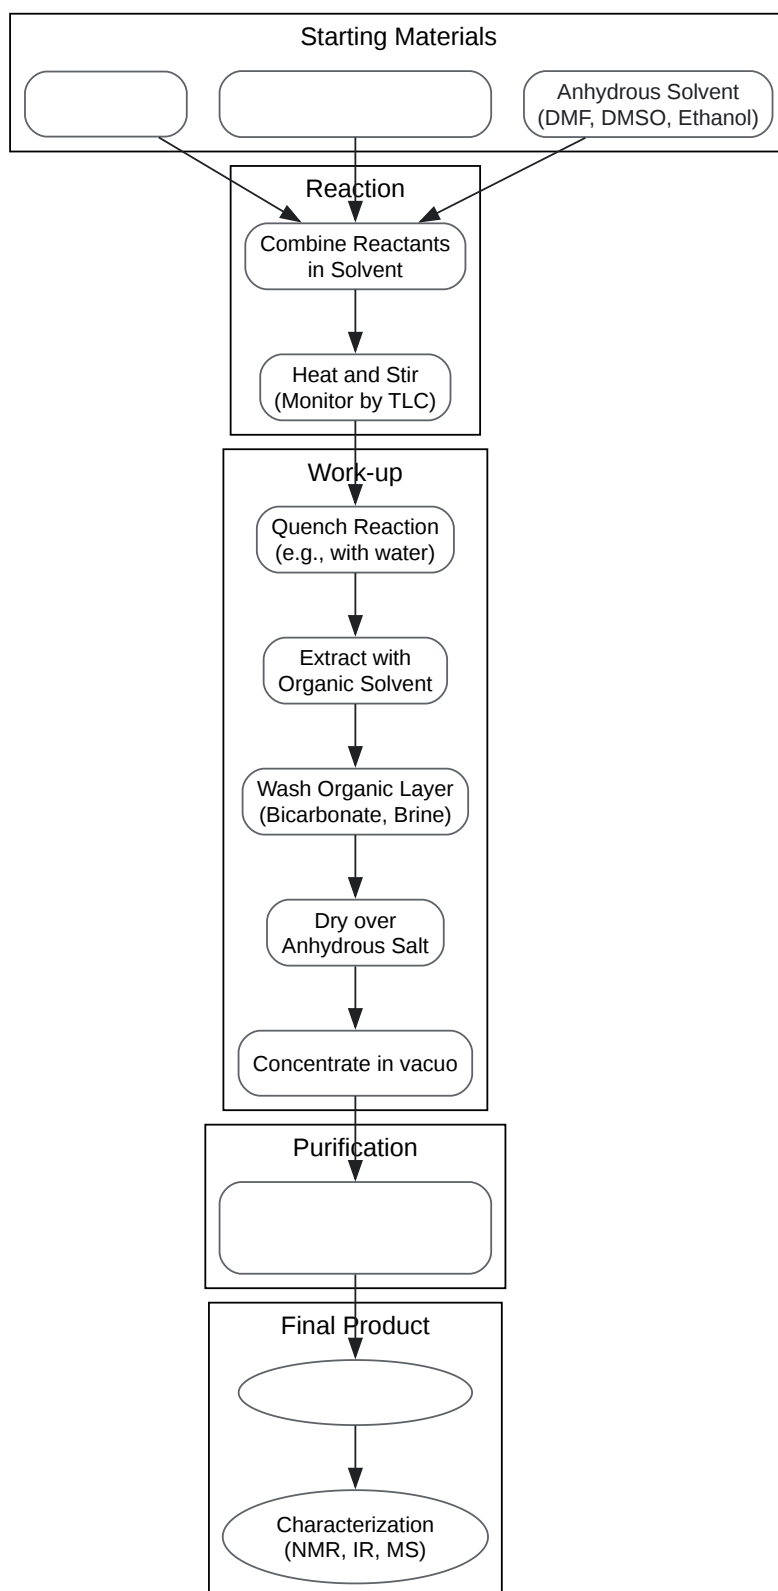 Starting Materials
Anhydrous Solvent
(DMF, DMSO, Ethanol)
Reaction
Combine Reactants
in Solvent
Heat and Stir
(Monitor by TLC)
Work-up
Quench Reaction
(e.g., with water)
Extract with
Organic Solvent
Wash Organic Layer
(Bicarbonate, Brine)
Dry over
Anhydrous Salt
Concentrate in vacuo
Purification
Final Product
Characterization
(NMR, IR, MS)